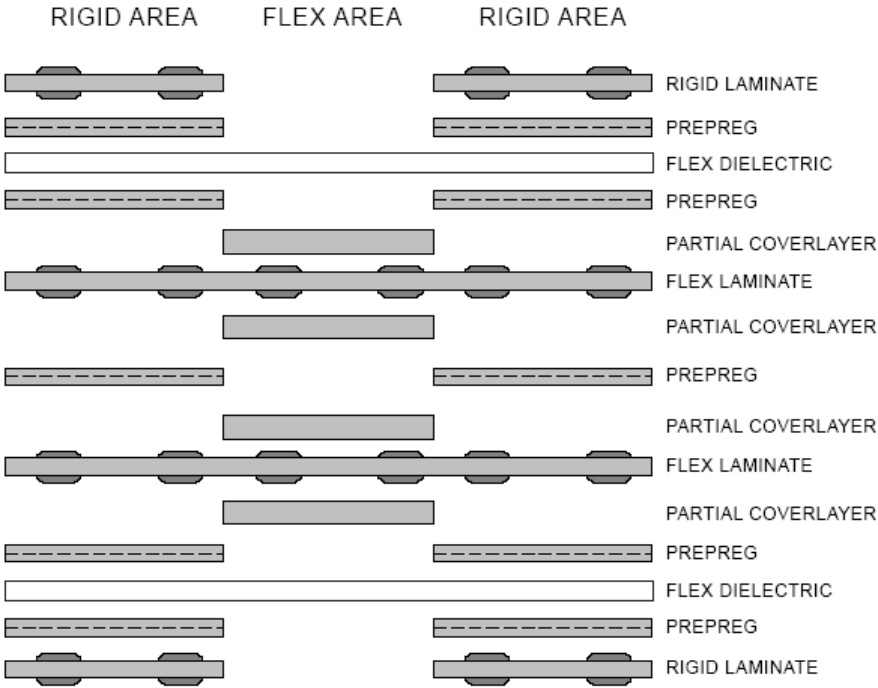 RIGID AREA FLEX AREA RIGID AREA
RIGID LAMINATE
PREPREG
FLEX DIELECTRIC
PREPREG
PARTIAL COVERLAYER
FLEX LAMINATE
PARTIAL COVERLAYER
PREPREG
PARTIAL COVERLAYER
FLEX LAMINATE
PARTIAL COVERLAYER
PREPREG
FLEX DIELECTRIC
PREPREG
RIGID LAMINATE